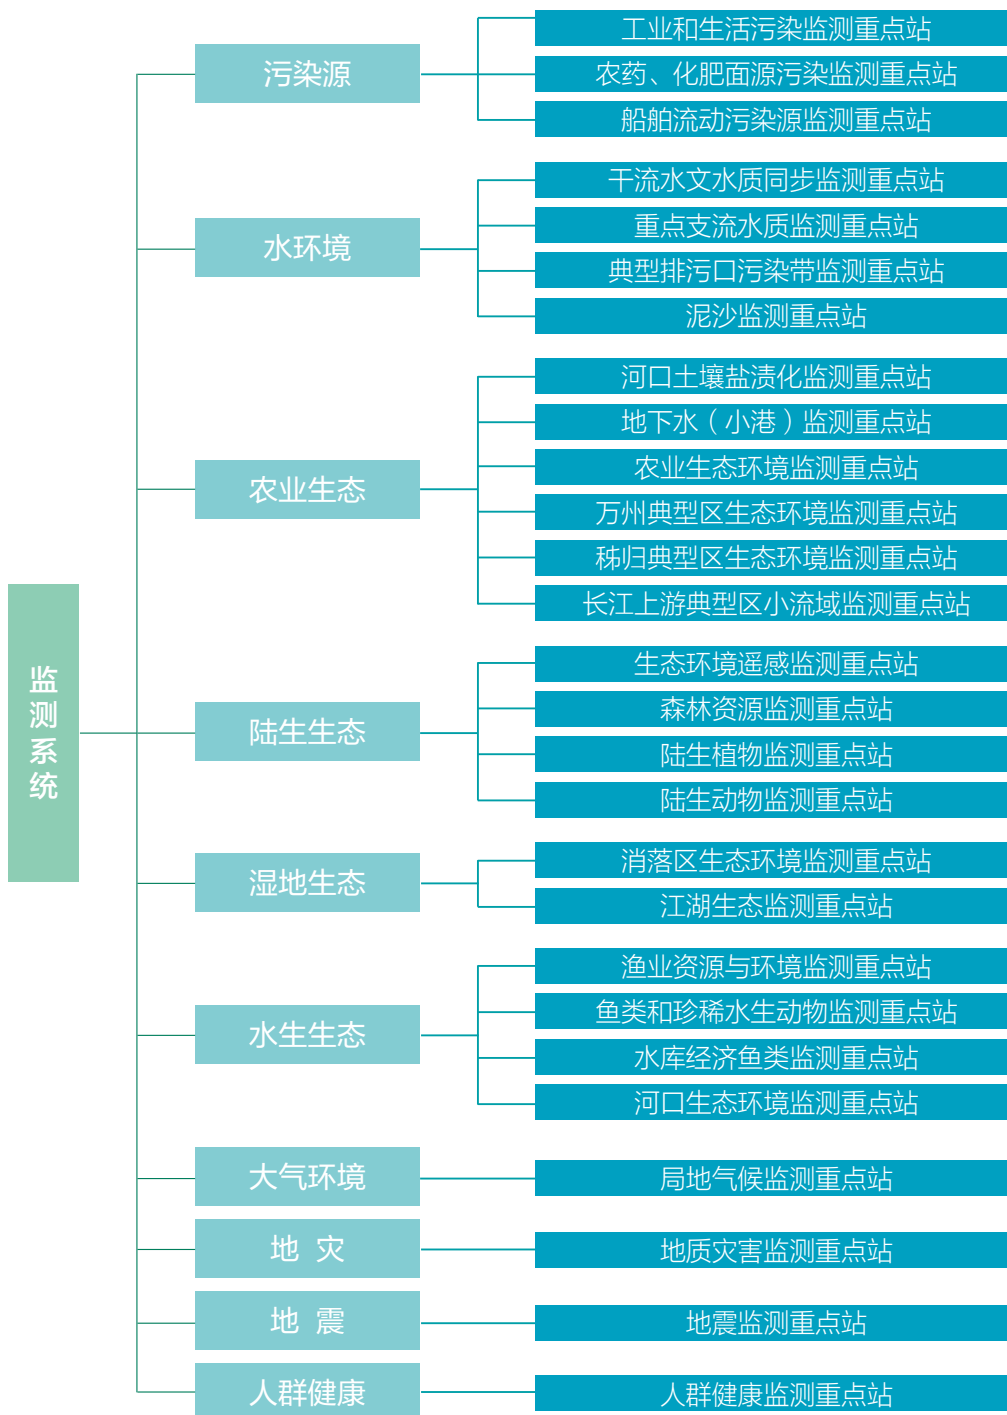 监测系统
污染源
工业和生活污染监测重点站
农药、化肥面源污染监测重点站
船舶流动污染源监测重点站
水环境
干流水文水质同步监测重点站
重点支流水质监测重点站
典型排污口污染带监测重点站
泥沙监测重点站
农业生态
河口土壤盐渍化监测重点站
地下水（小港）监测重点站
农业生态环境监测重点站
万州典型区生态环境监测重点站
秭归典型区生态环境监测重点站
长江上游典型区小流域监测重点站
陆生生态
生态环境遥感监测重点站
森林资源监测重点站
陆生植物监测重点站
陆生动物监测重点站
湿地生态
消落区生态环境监测重点站
江湖生态监测重点站
水生生态
渔业资源与环境监测重点站
鱼类和珍稀水生动物监测重点站
水库经济鱼类监测重点站
河口生态环境监测重点站
大气环境
局地气候监测重点站
地 灾
地质灾害监测重点站
地 震
地震监测重点站
人群健康
人群健康监测重点站